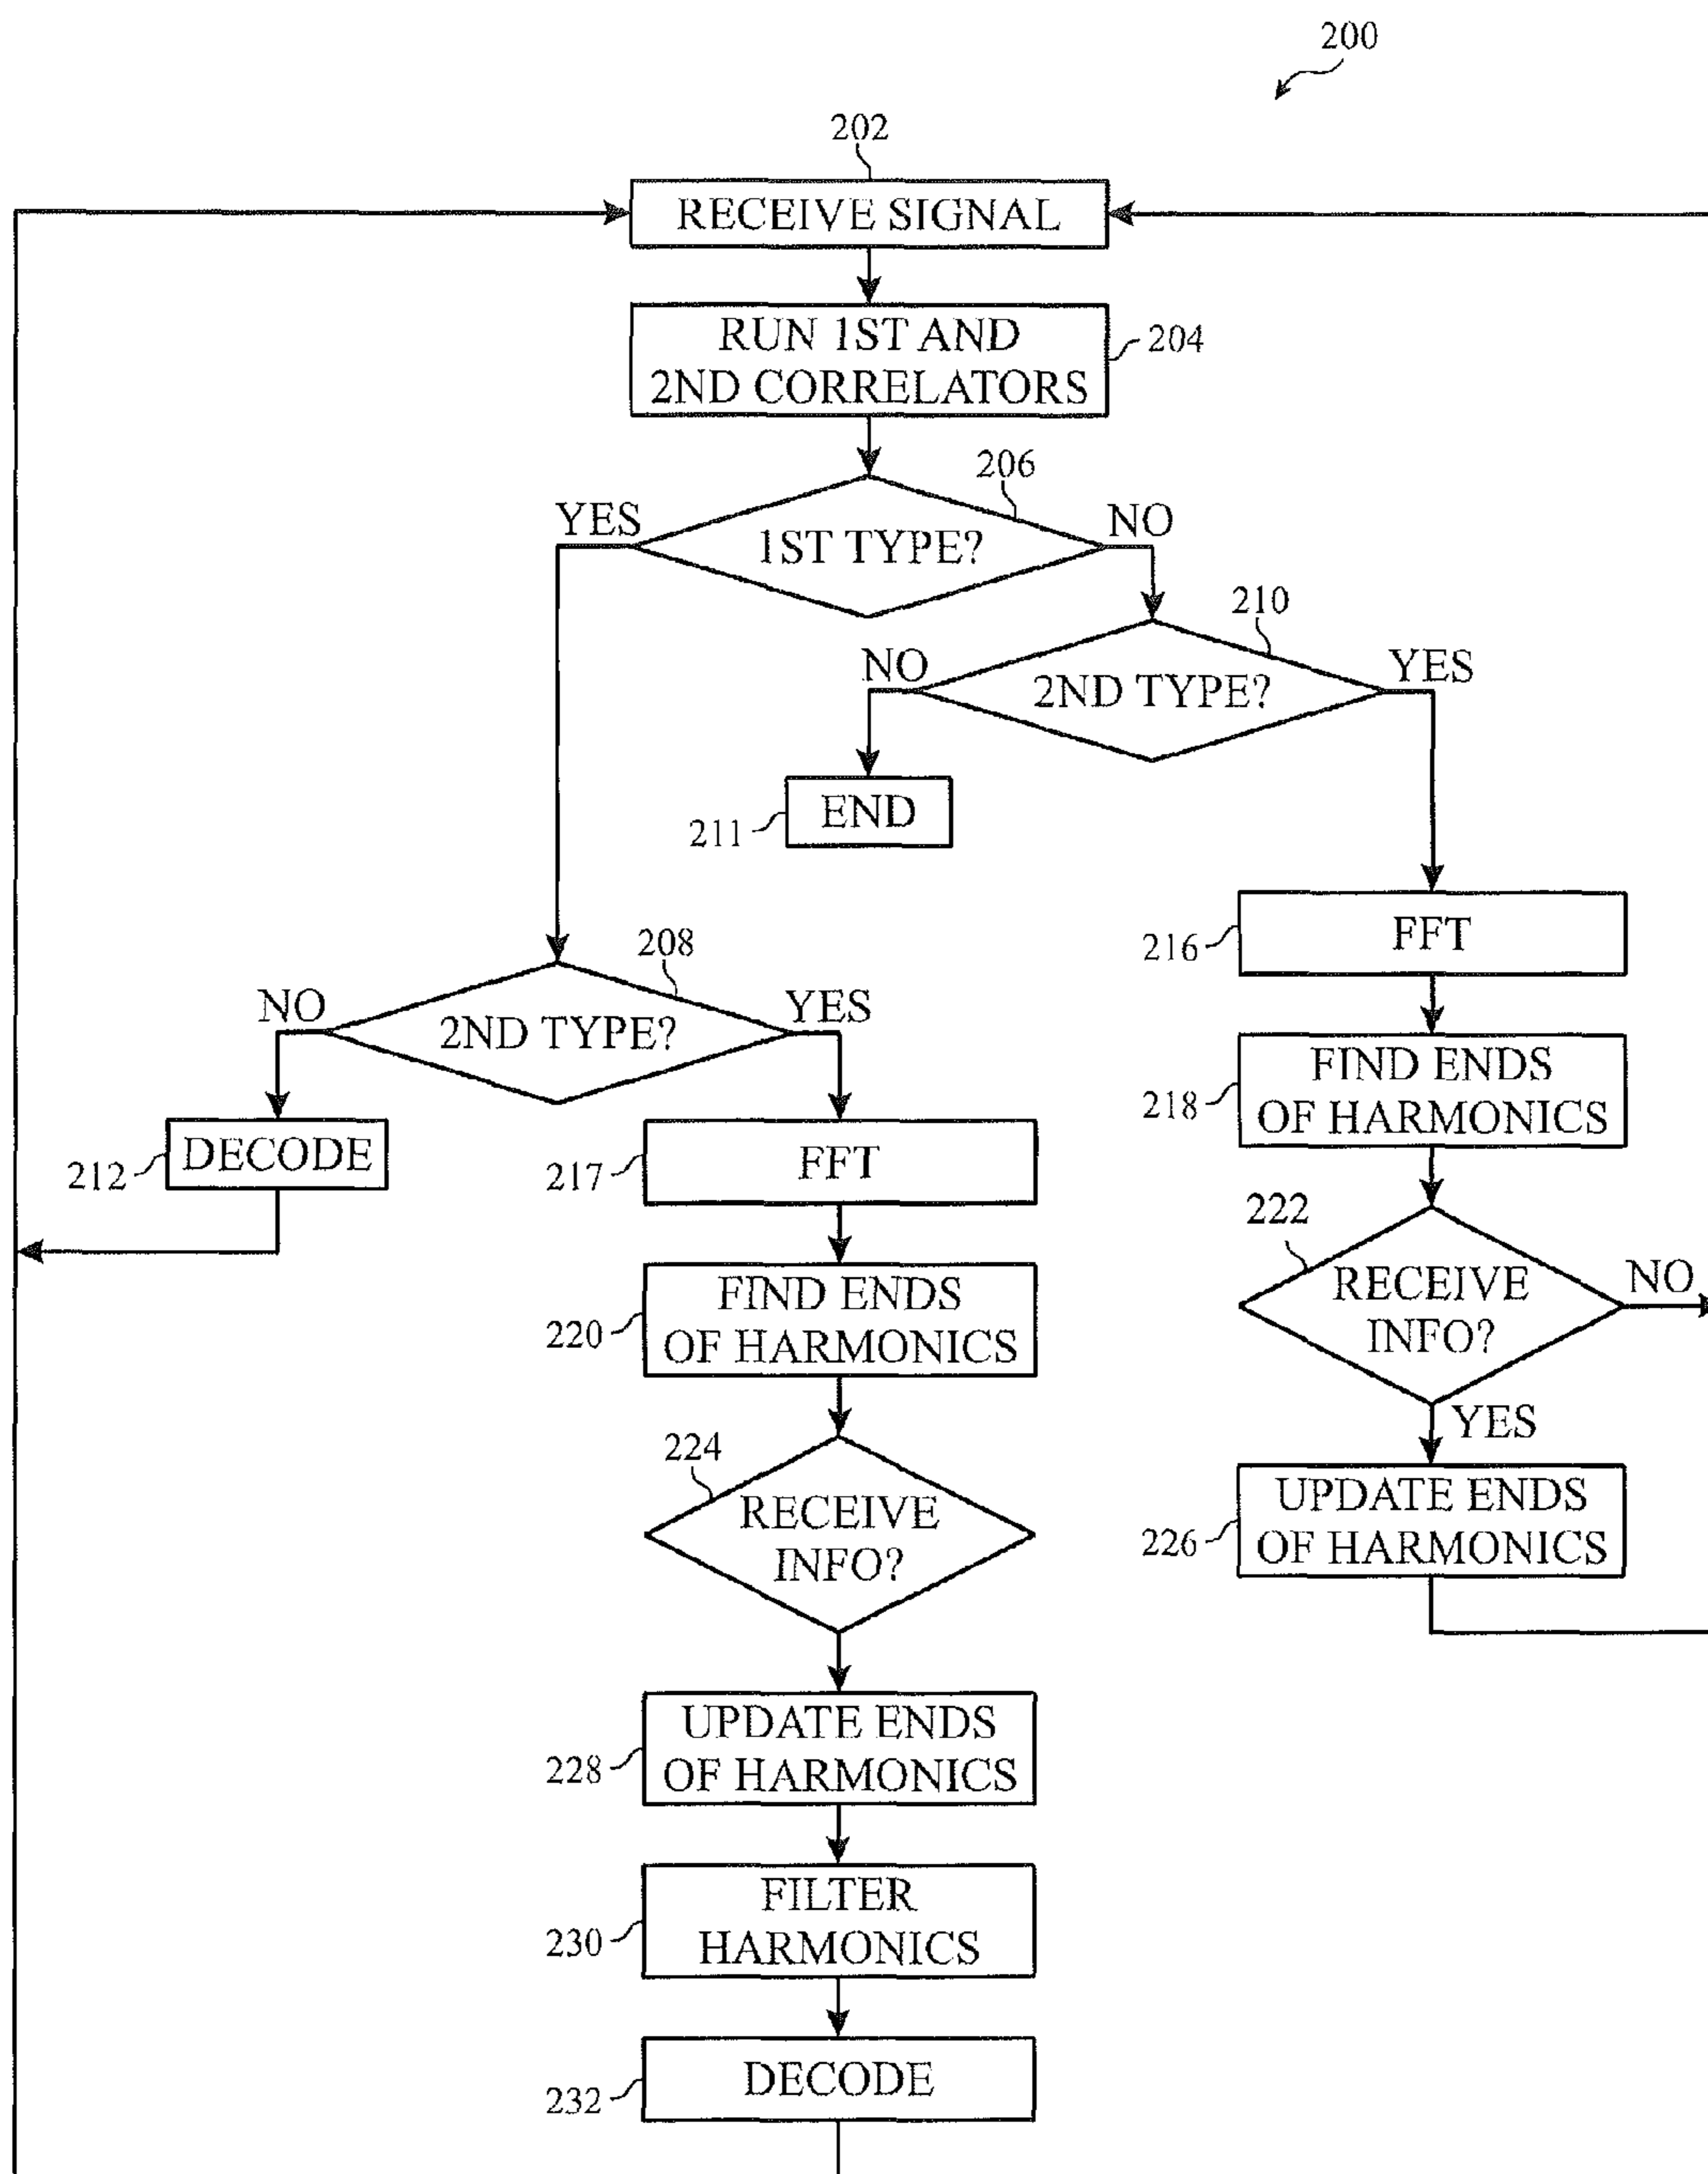 200
202
RECEIVE SIGNAL
RUN 1ST AND
2ND CORRELATORS
204
206
YES
NO
1ST TYPE?
210
NO
YES
2ND TYPE?
END
211
FFT
216
208
NO
YES
2ND TYPE?
FIND ENDS
OF HARMONICS
218
DECODE
212
FFT
217
222
RECEIVE
INFO?
NO
FIND ENDS
OF HARMONICS
220
YES
224
RECEIVE
INFO?
UPDATE ENDS
OF HARMONICS
226
UPDATE ENDS
OF HARMONICS
228
FILTER
HARMONICS
230
DECODE
232